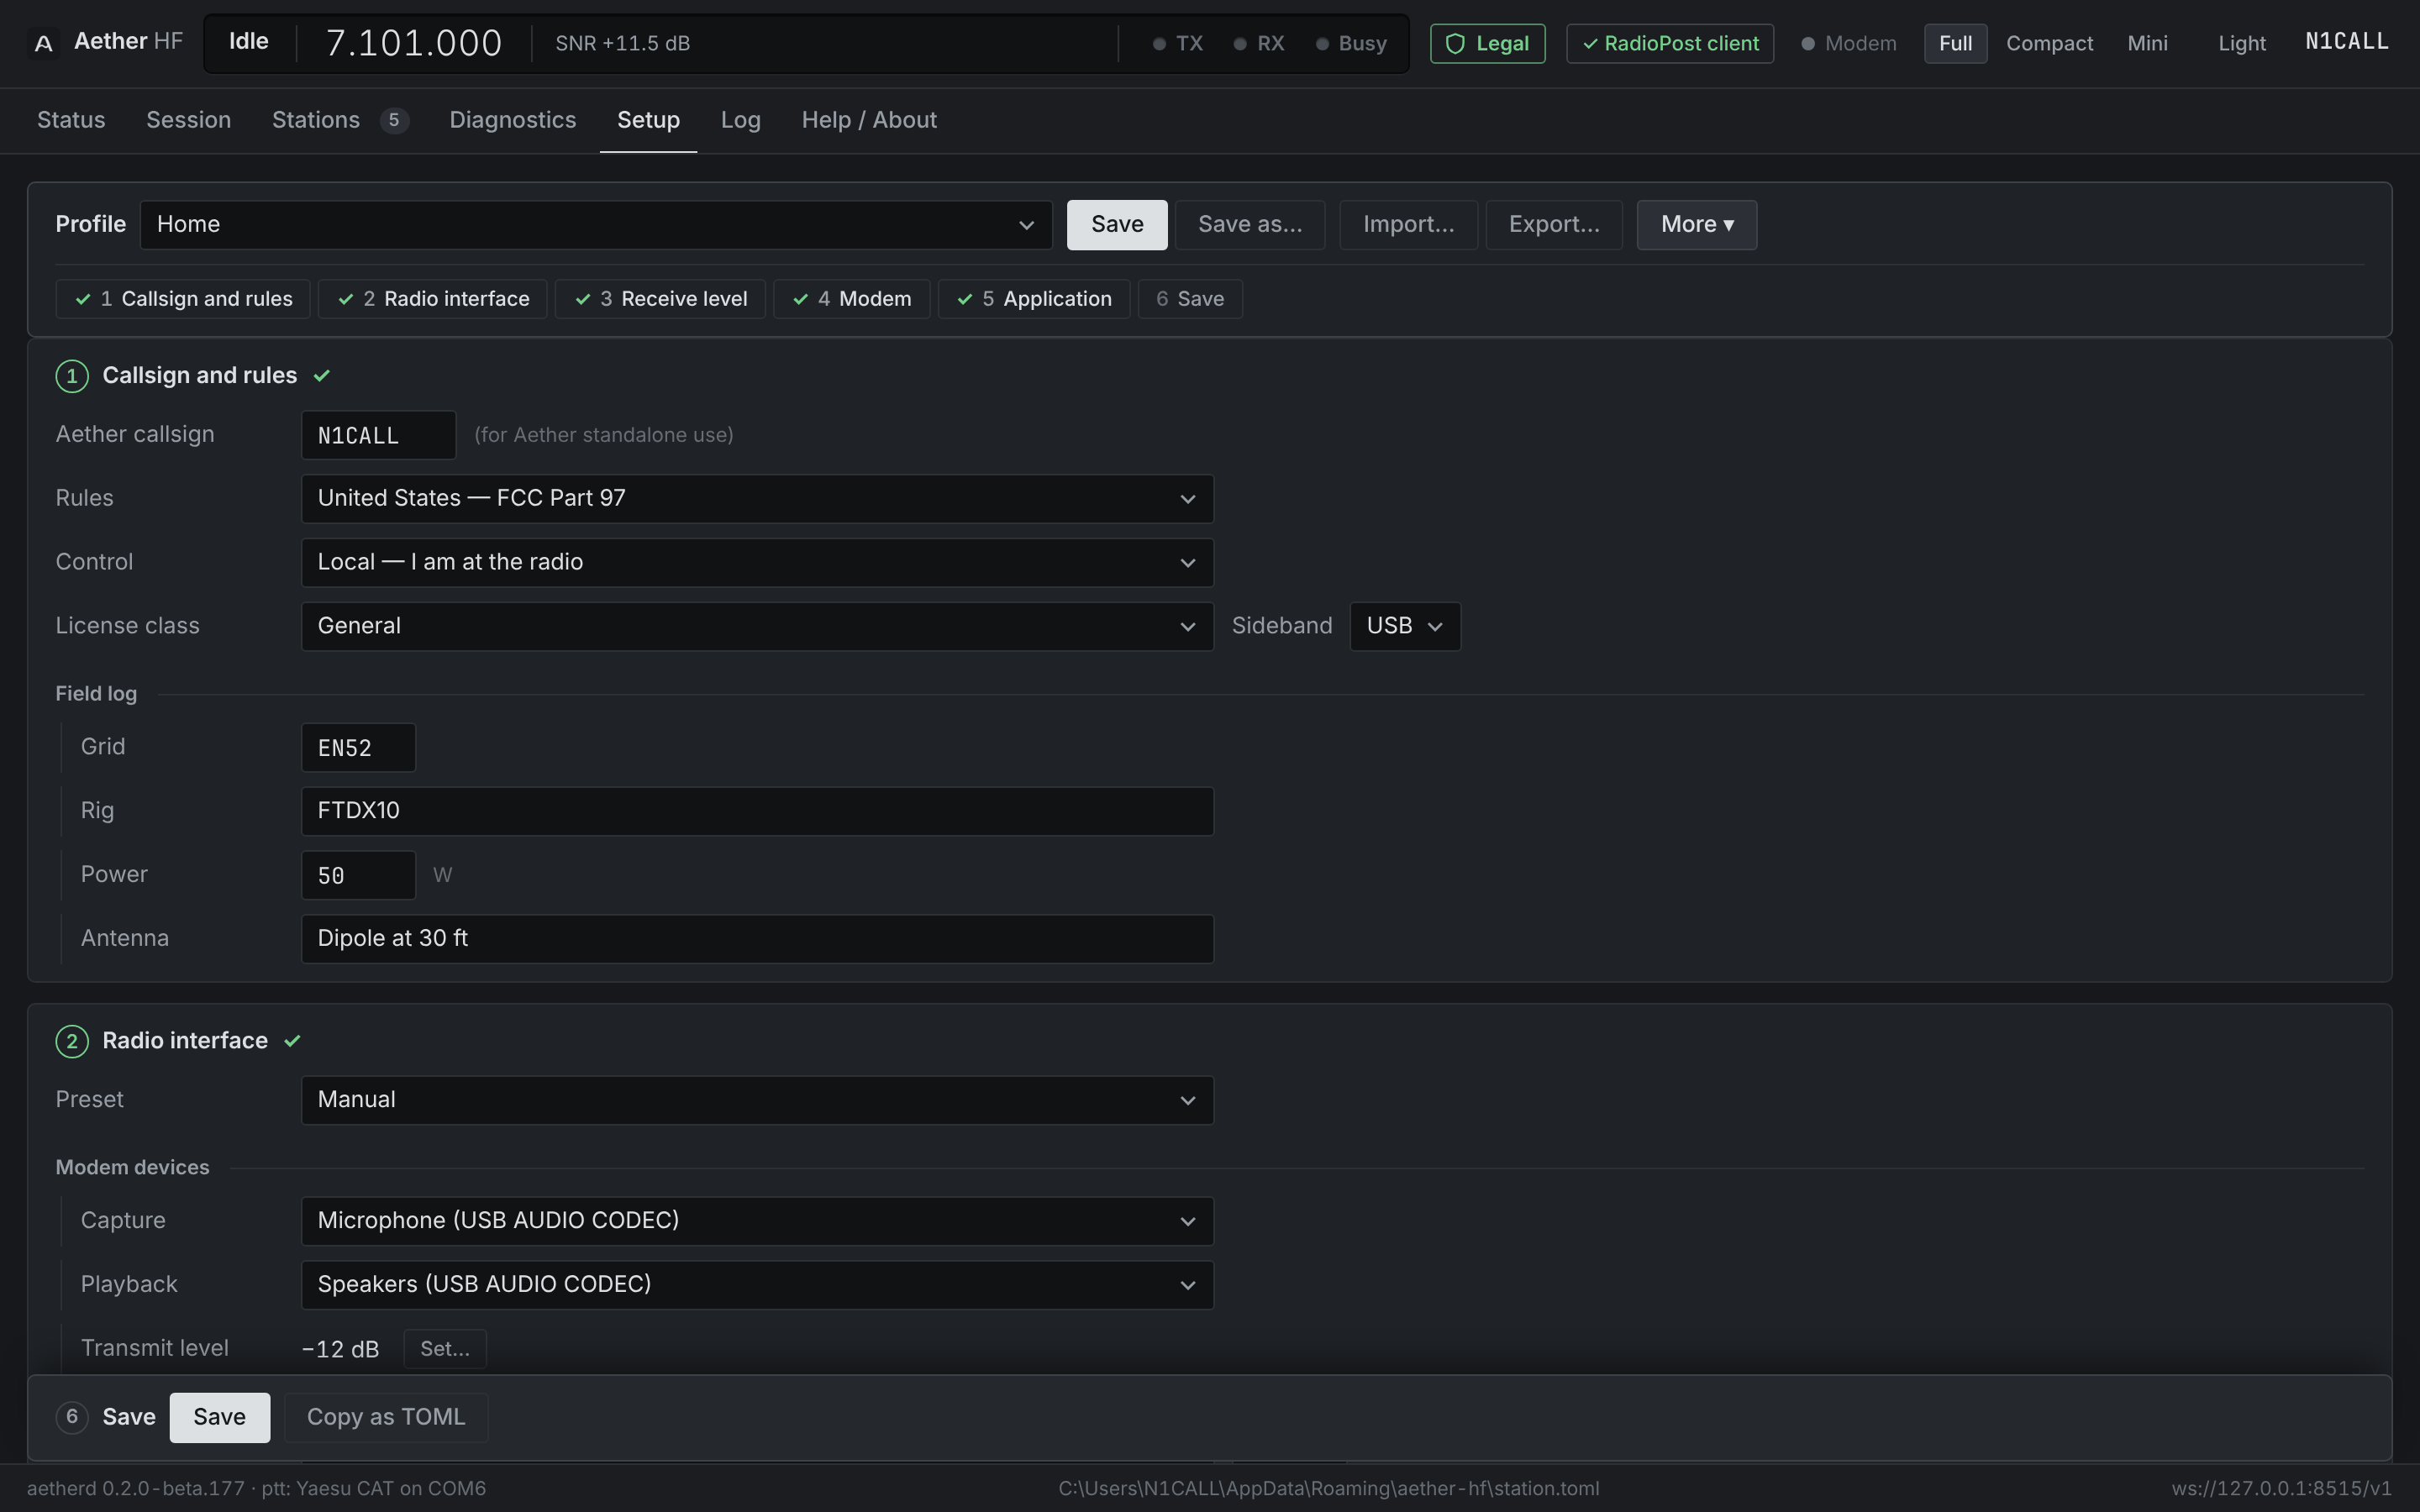 Aether HF Idle 7.101.000 SNR +11.5 dB TX RX Busy Legal RadioPost client Modem Full Compact Mini Light N1CALL
Status Session Stations 5 Diagnostics Setup Log Help / About
Profile Home Save Save as... Import... Export... More ▾
1 Callsign and rules 2 Radio interface 3 Receive level 4 Modem 5 Application 6 Save
1 Callsign and rules
Aether callsign N1CALL (for Aether standalone use)
Rules United States — FCC Part 97
Control Local — I am at the radio
License class General Sideband USB
Field log
Grid EN52
Rig FTDX10
Power 50 W
Antenna Dipole at 30 ft
2 Radio interface
Preset Manual
Modem devices
Capture Microphone (USB AUDIO CODEC)
Playback Speakers (USB AUDIO CODEC)
Transmit level −12 dB Set...
6 Save Save Copy as TOML
aetherd 0.2.0-beta.177 · ptt: Yaesu CAT on COM6 C:\Users\N1CALL\AppData\Roaming\aether-hf\station.toml ws://127.0.0.1:8515/v1